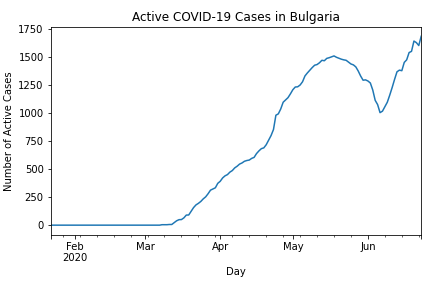 Active COVID-19 Cases in Bulgaria
Number of Active Cases
1750
1500
1250
1000
750
500
250
0
Feb
2020
Mar
Apr
May
Jun
Day